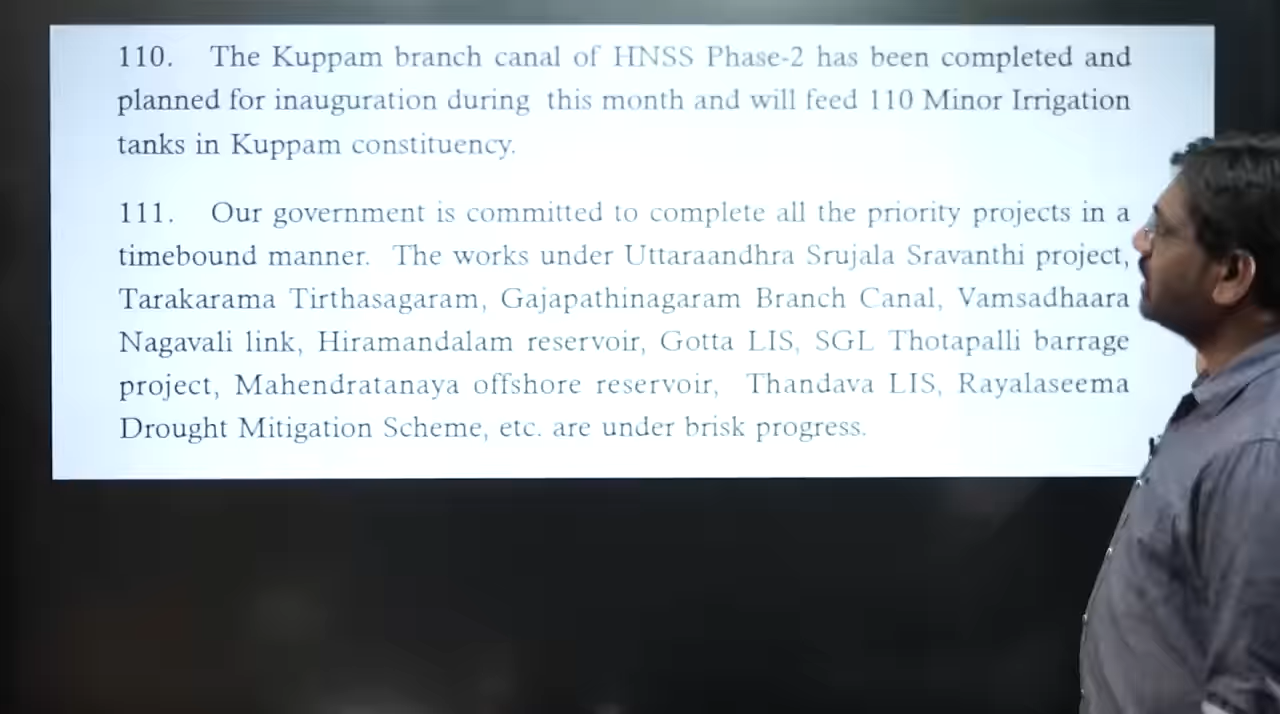 110. The Kuppam branch canal of HNSS Phase-2 has been completed and
planned for inauguration during this month and will feed 110 Minor Irrigation
tanks in Kuppam constituency.
111. Our government is committed to complete all the priority projects in a
timebound manner. The works under Uttaraandhra Srujala Sravanthi project,
Tarakarama Tirthasagaram, Gajapathinagaram Branch Canal, Vamsadhaara
Nagavali link, Hiramandalam reservoir, Gotta LIS, SGL Thotapalli barrage
project, Mahendratanaya offshore reservoir, Thandava LIS, Rayalaseema
Drought Mitigation Scheme, etc. are under brisk progress.